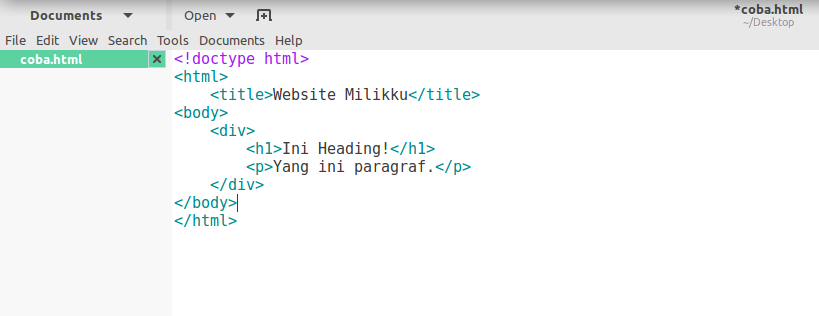 Documents Open *coba.html
~/Desktop
File Edit View Search Tools Documents Help
coba.html
<!doctype html>
<html>
    <title>Website Milikku</title>
<body>
    <div>
        <h1>Ini Heading!</h1>
        <p>Yang ini paragraf.</p>
    </div>
</body>
</html>